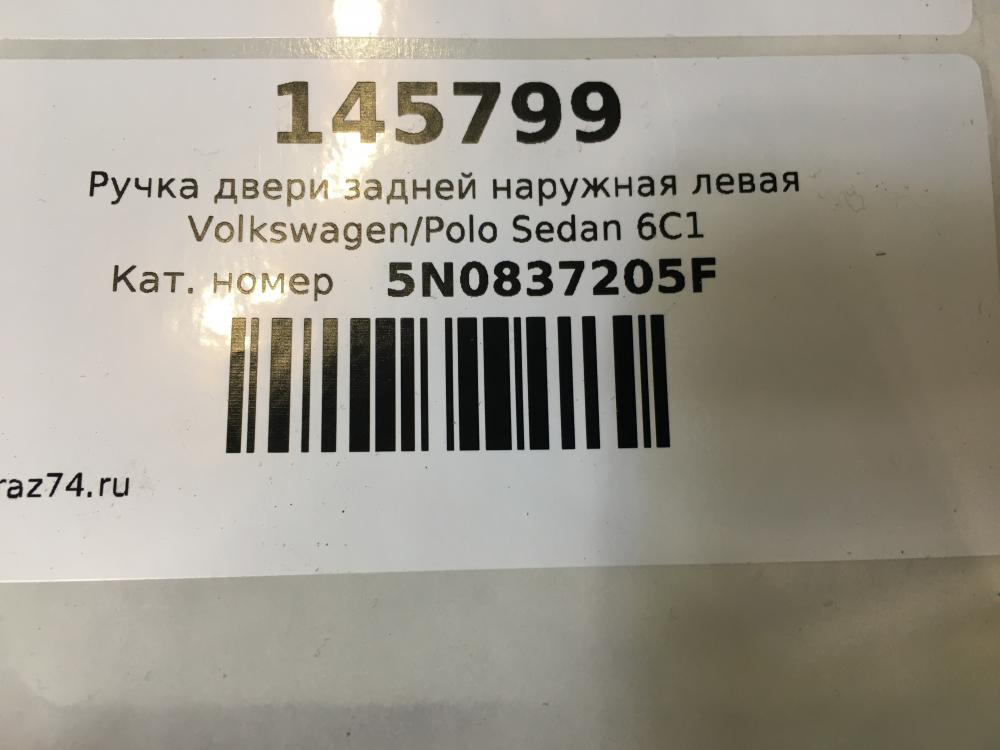 145799
Ручка двери задней наружная левая
Volkswagen/Polo Sedan 6C1
Кат. номер 5N0837205F
raz74.ru